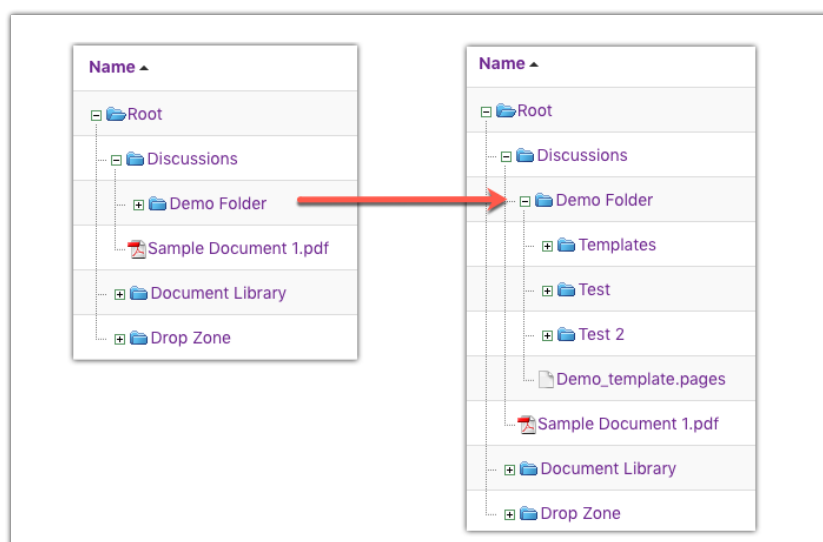 Name
Root
Discussions
Demo Folder
Sample Document 1.pdf
Document Library
Drop Zone
Name
Root
Discussions
Demo Folder
Templates
Test
Test 2
Demo_template.pages
Sample Document 1.pdf
Document Library
Drop Zone